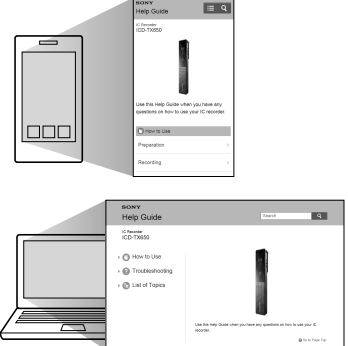 SONY
Help Guide
IC Recorder
ICD-TX650
Use this Help Guide when you have any
questions on how to use your IC recorder.
How to Use
Preparation
Recording
SONY
Help Guide
Search
IC Recorder
ICD-TX650
How to Use
Troubleshooting
List of Topics
Use this Help Guide when you have any questions on how to use your IC
recorder.
Go to Page Top